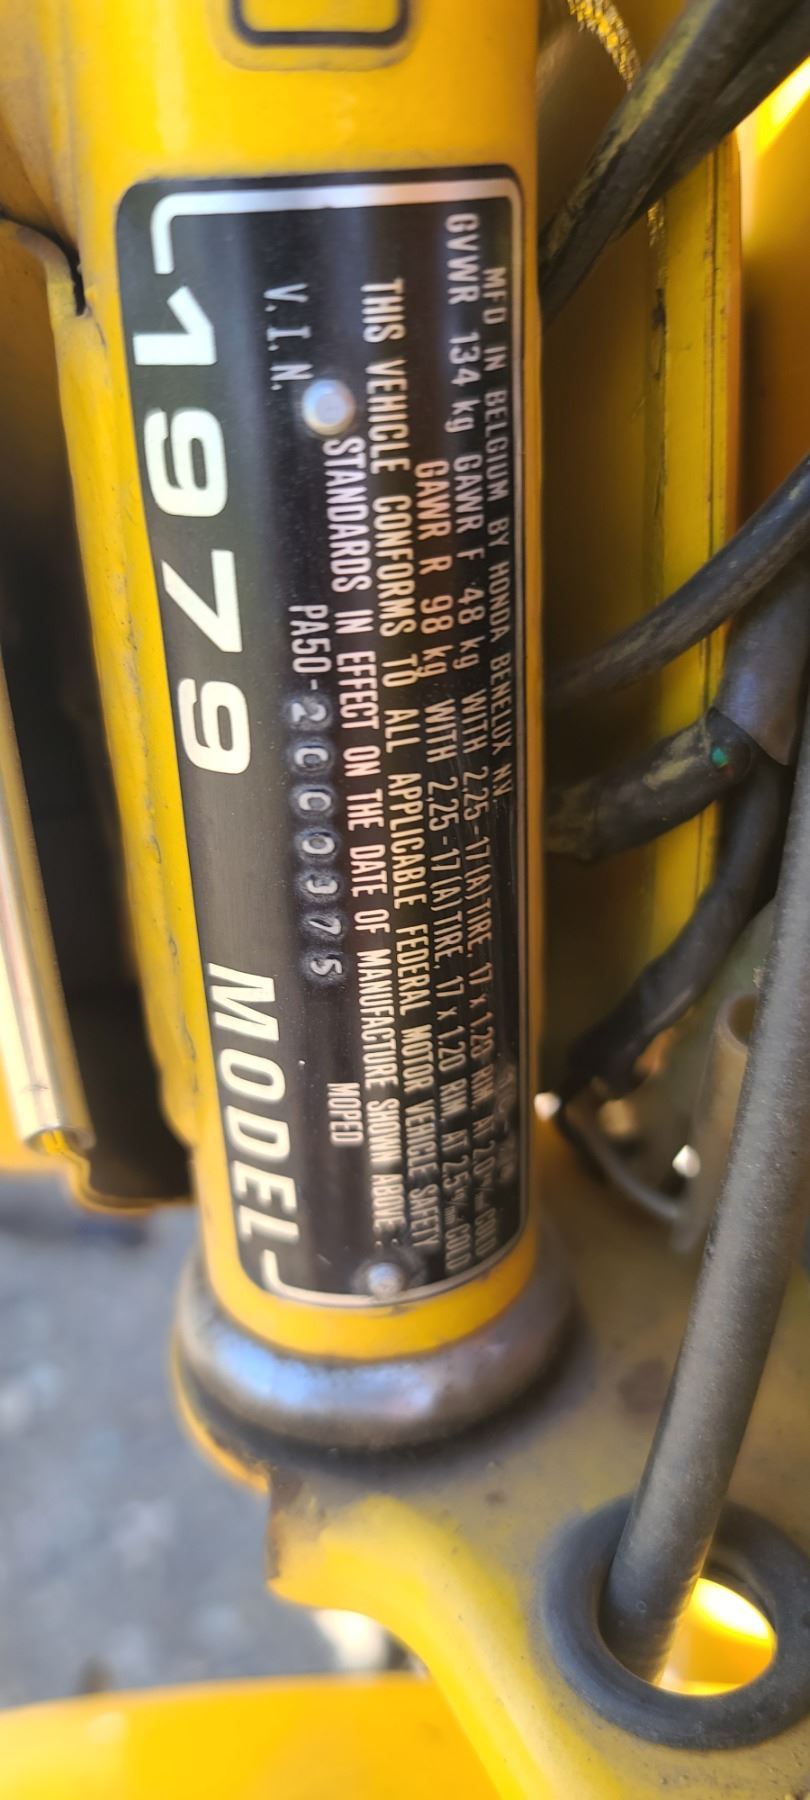 MFD IN BELGIUM BY HONDA BENELUX NV.
GVWR 134 kg GAWR F 48 kg WITH 2,25-17(A)TIRE, 17 x 1,20 RIM, AT 2.0 COLD
GAWR R 98 kg WITH 2,25-17(A)TIRE, 17 x 1,20 RIM, AT 2.5 COLD
THIS VEHICLE CONFORMS TO ALL APPLICABLE FEDERAL MOTOR VEHICLE SAFETY
STANDARDS IN EFFECT ON THE DATE OF MANUFACTURE SHOWN ABOVE.
V.I.N. PA50-2000375 MOPED
1979 MODEL